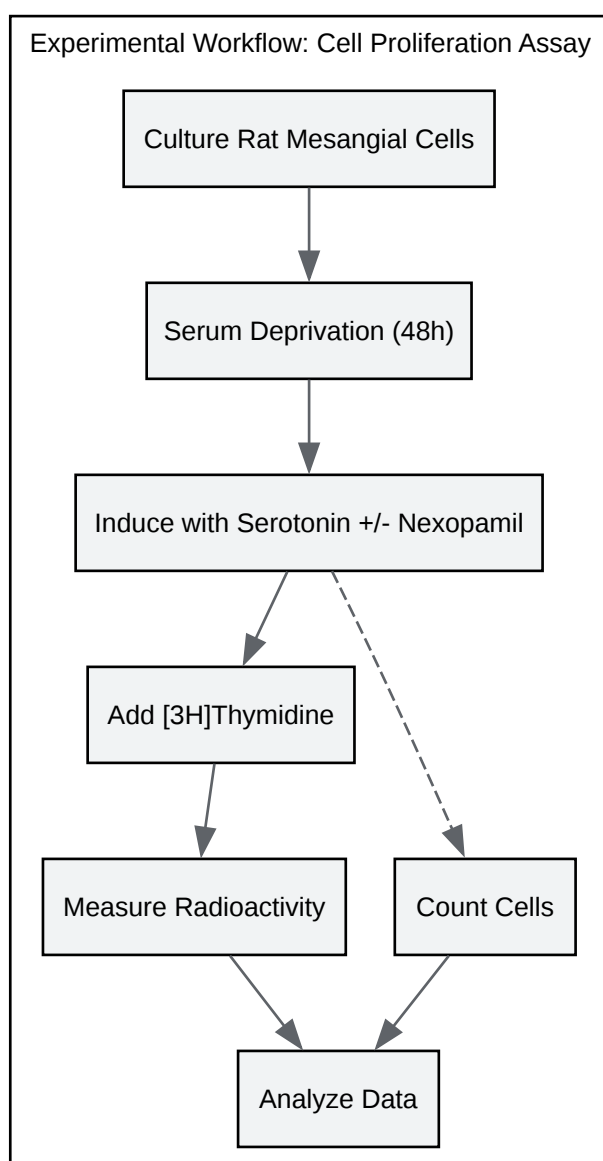 Experimental Workflow: Cell Proliferation Assay
Culture Rat Mesangial Cells
Serum Deprivation (48h)
Induce with Serotonin +/- Nexopamil
Add [3H]Thymidine
Measure Radioactivity
Count Cells
Analyze Data